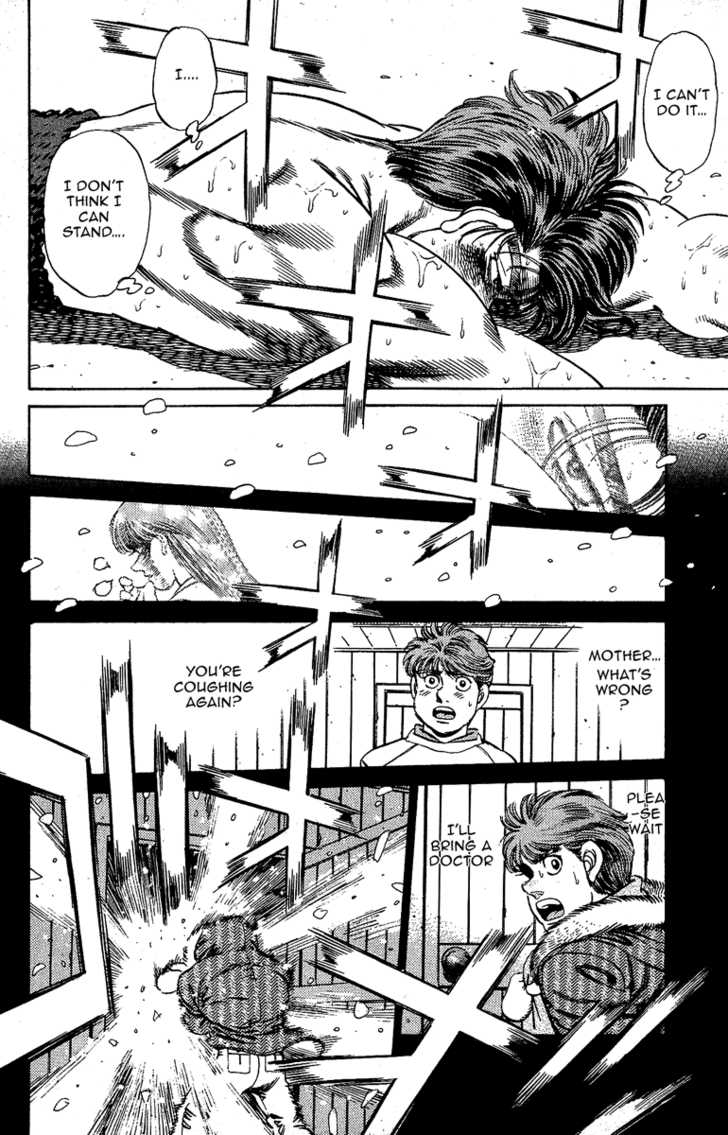 I CAN'T
DO IT...
I....
I DON'T
THINK I
CAN
STAND....
MOTHER...
WHAT'S
WRONG
?
YOU'RE
COUGHING
AGAIN?
PLEA
-SE
WAIT
I'LL
BRING A
DOCTOR